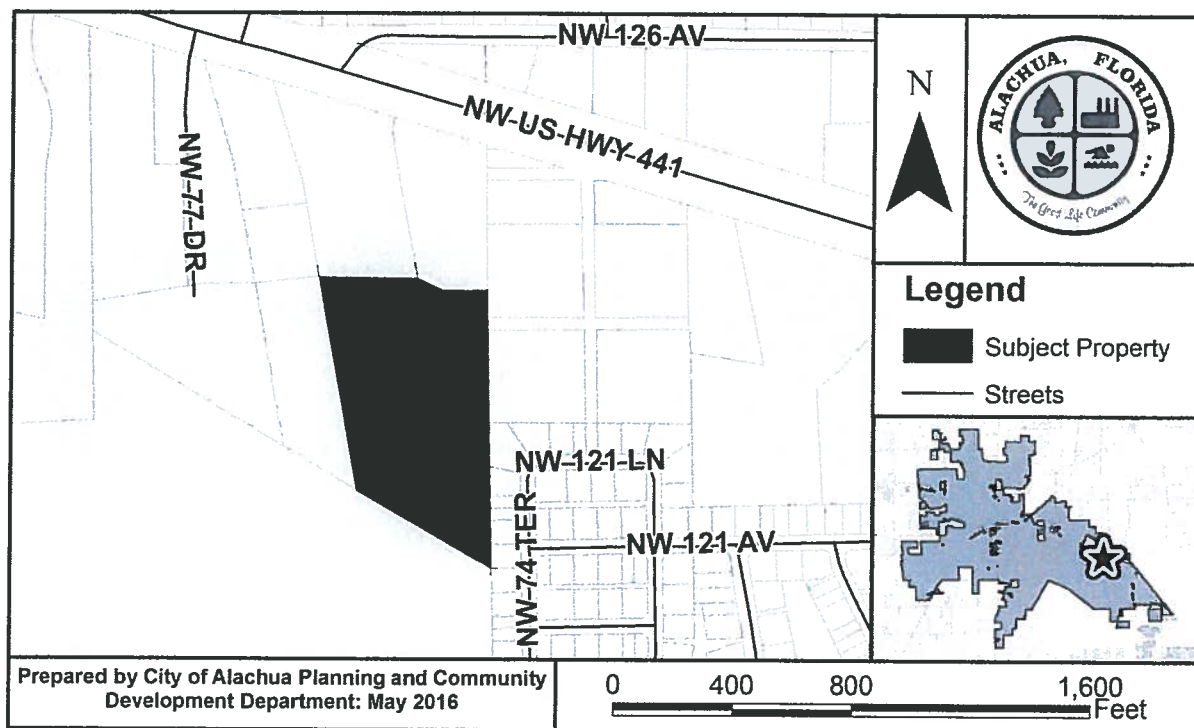 NW-126-AV
NW-US-HWY-441
NW-77-DR
NW-121-LN
NW-74-TER
NW-121-AV
N
ALACHUA, FLORIDA
The Good Life Community
Legend
Subject Property
Streets
Prepared by City of Alachua Planning and Community
Development Department: May 2016
0 400 800 1,600
Feet